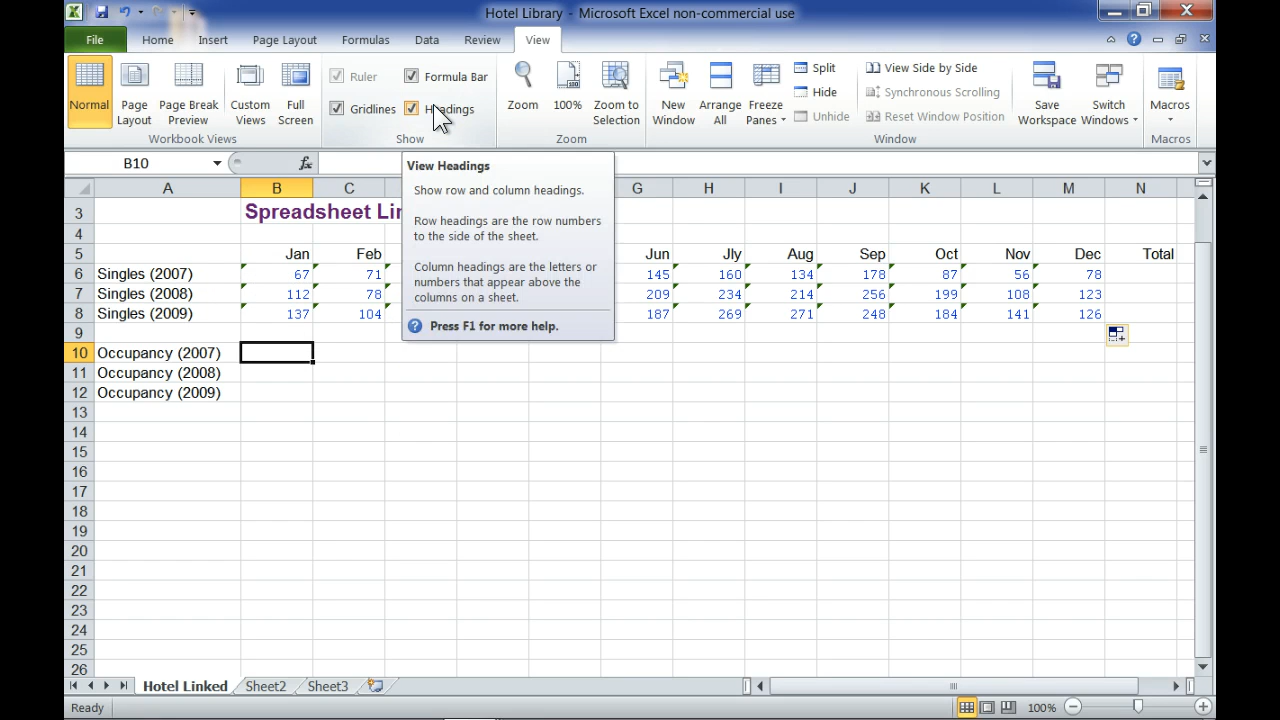 Hotel Library - Microsoft Excel non-commercial use
File Home Insert Page Layout Formulas Data Review View
Normal Page Layout Page Break Preview Custom Views Full Screen
Workbook Views
Ruler Formula Bar
Gridlines Headings
Show
Zoom 100% Zoom to Selection
Zoom
New Window Arrange All Freeze Panes
Split View Side by Side
Hide Synchronous Scrolling
Unhide Reset Window Position
Save Workspace Switch Windows
Window
Macros
Macros
B10 fx
View Headings
Show row and column headings.
Row headings are the row numbers
to the side of the sheet.
Column headings are the letters or
numbers that appear above the
columns on a sheet.
Press F1 for more help.
A B C G H I J K L M N
3 Spreadsheet Lin
4
5 Jan Feb Jun Jly Aug Sep Oct Nov Dec Total
6 Singles (2007) 67 71 145 160 134 178 87 56 78
7 Singles (2008) 112 78 209 234 214 256 199 108 123
8 Singles (2009) 137 104 187 269 271 248 184 141 126
9
10 Occupancy (2007)
11 Occupancy (2008)
12 Occupancy (2009)
13
14
15
16
17
18
19
20
21
22
23
24
25
26
Hotel Linked Sheet2 Sheet3
Ready 100%